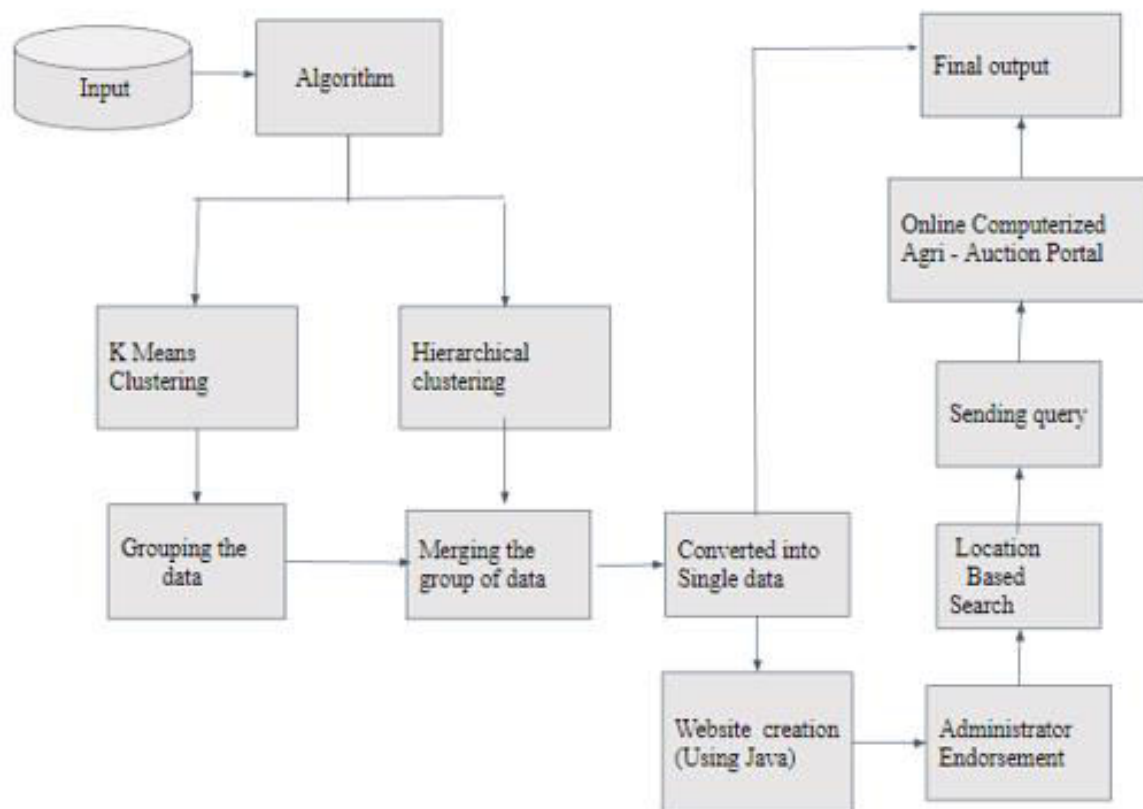 Input
Algorithm
Final output
Online Computerized
Agri - Auction Portal
K Means
Clustering
Hierarchical
clustering
Sending query
Grouping the
data
Merging the
group of data
Converted into
Single data
Location
Based
Search
Website creation
(Using Java)
Administrator
Endorsement